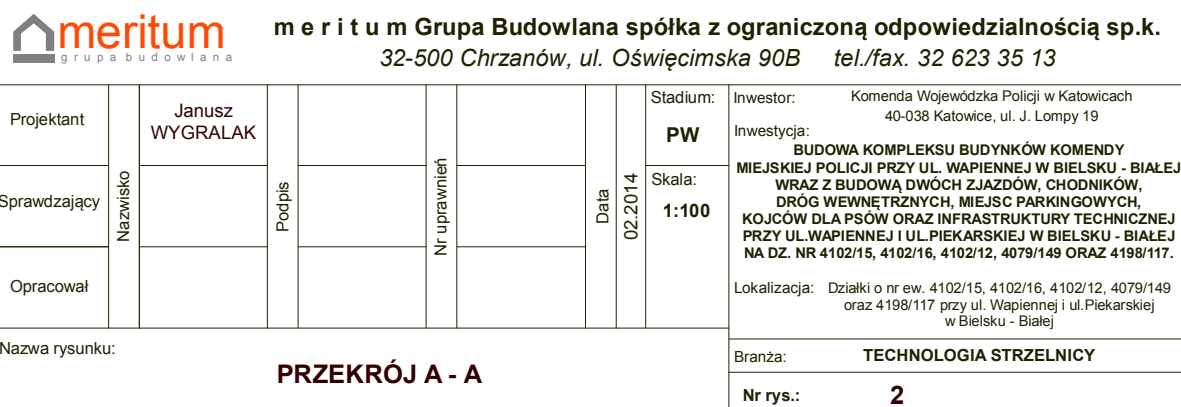 meritum
grupa budowlana
m e r i t u m Grupa Budowlana spółka z ograniczoną odpowiedzialnością sp.k.
32-500 Chrzanów, ul. Oświęcimska 90B tel./fax. 32 623 35 13
Projektant
Sprawdzający
Opracował
Nazwisko
Janusz
WYGRALAK
Podpis
Nr uprawnień
Data
02.2014
Stadium:
PW
Skala:
1:100
Inwestor: Komenda Wojewódzka Policji w Katowicach
40-038 Katowice, ul. J. Lompy 19
Inwestycja:
BUDOWA KOMPLEKSU BUDYNKÓW KOMENDY
MIEJSKIEJ POLICJI PRZY UL. WAPIENNEJ W BIELSKU - BIAŁEJ
WRAZ Z BUDOWĄ DWÓCH ZJAZDÓW, CHODNIKÓW,
DRÓG WEWNĘTRZNYCH, MIEJSC PARKINGOWYCH,
KOJCÓW DLA PSÓW ORAZ INFRASTRUKTURY TECHNICZNEJ
PRZY UL.WAPIENNEJ I UL.PIEKARSKIEJ W BIELSKU - BIAŁEJ
NA DZ. NR 4102/15, 4102/16, 4102/12, 4079/149 ORAZ 4198/117.
Lokalizacja: Działki o nr ew. 4102/15, 4102/16, 4102/12, 4079/149
oraz 4198/117 przy ul. Wapiennej i ul.Piekarskiej
w Bielsku - Białej
Nazwa rysunku:
PRZEKRÓJ A - A
Branża: TECHNOLOGIA STRZELNICY
Nr rys.: 2